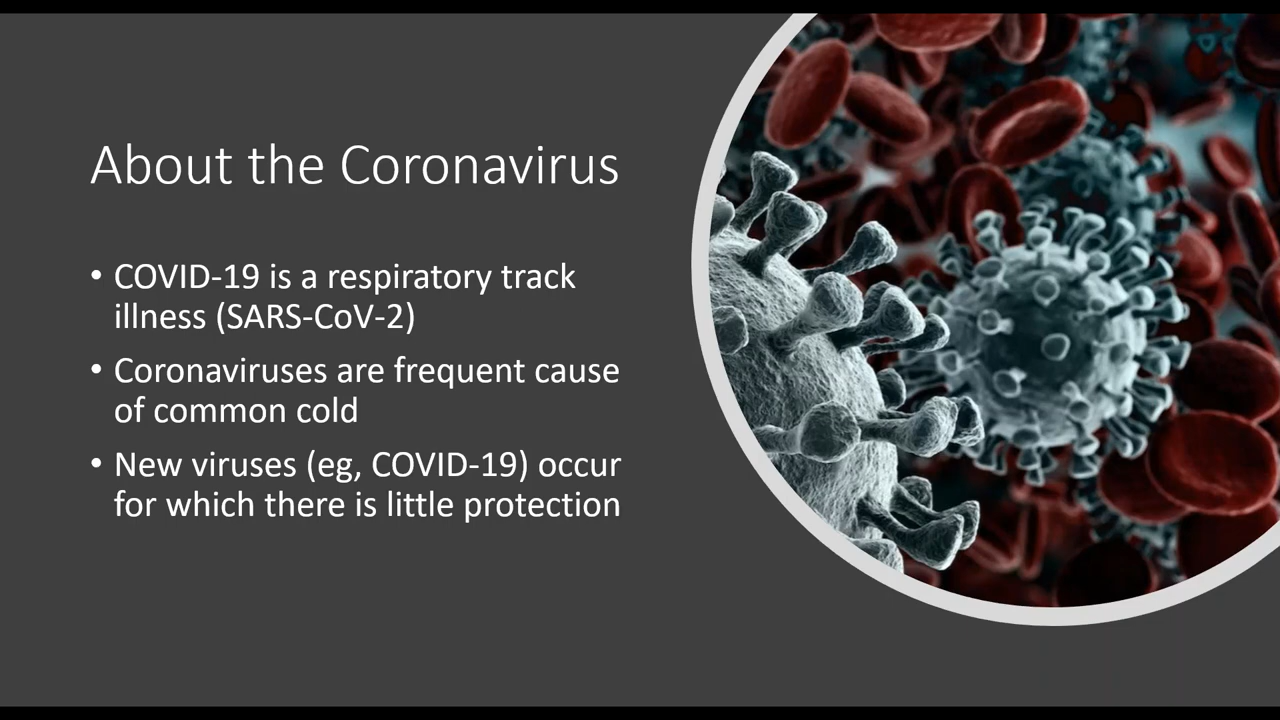 About the Coronavirus
• COVID-19 is a respiratory track
illness (SARS-CoV-2)
• Coronaviruses are frequent cause
of common cold
• New viruses (eg, COVID-19) occur
for which there is little protection